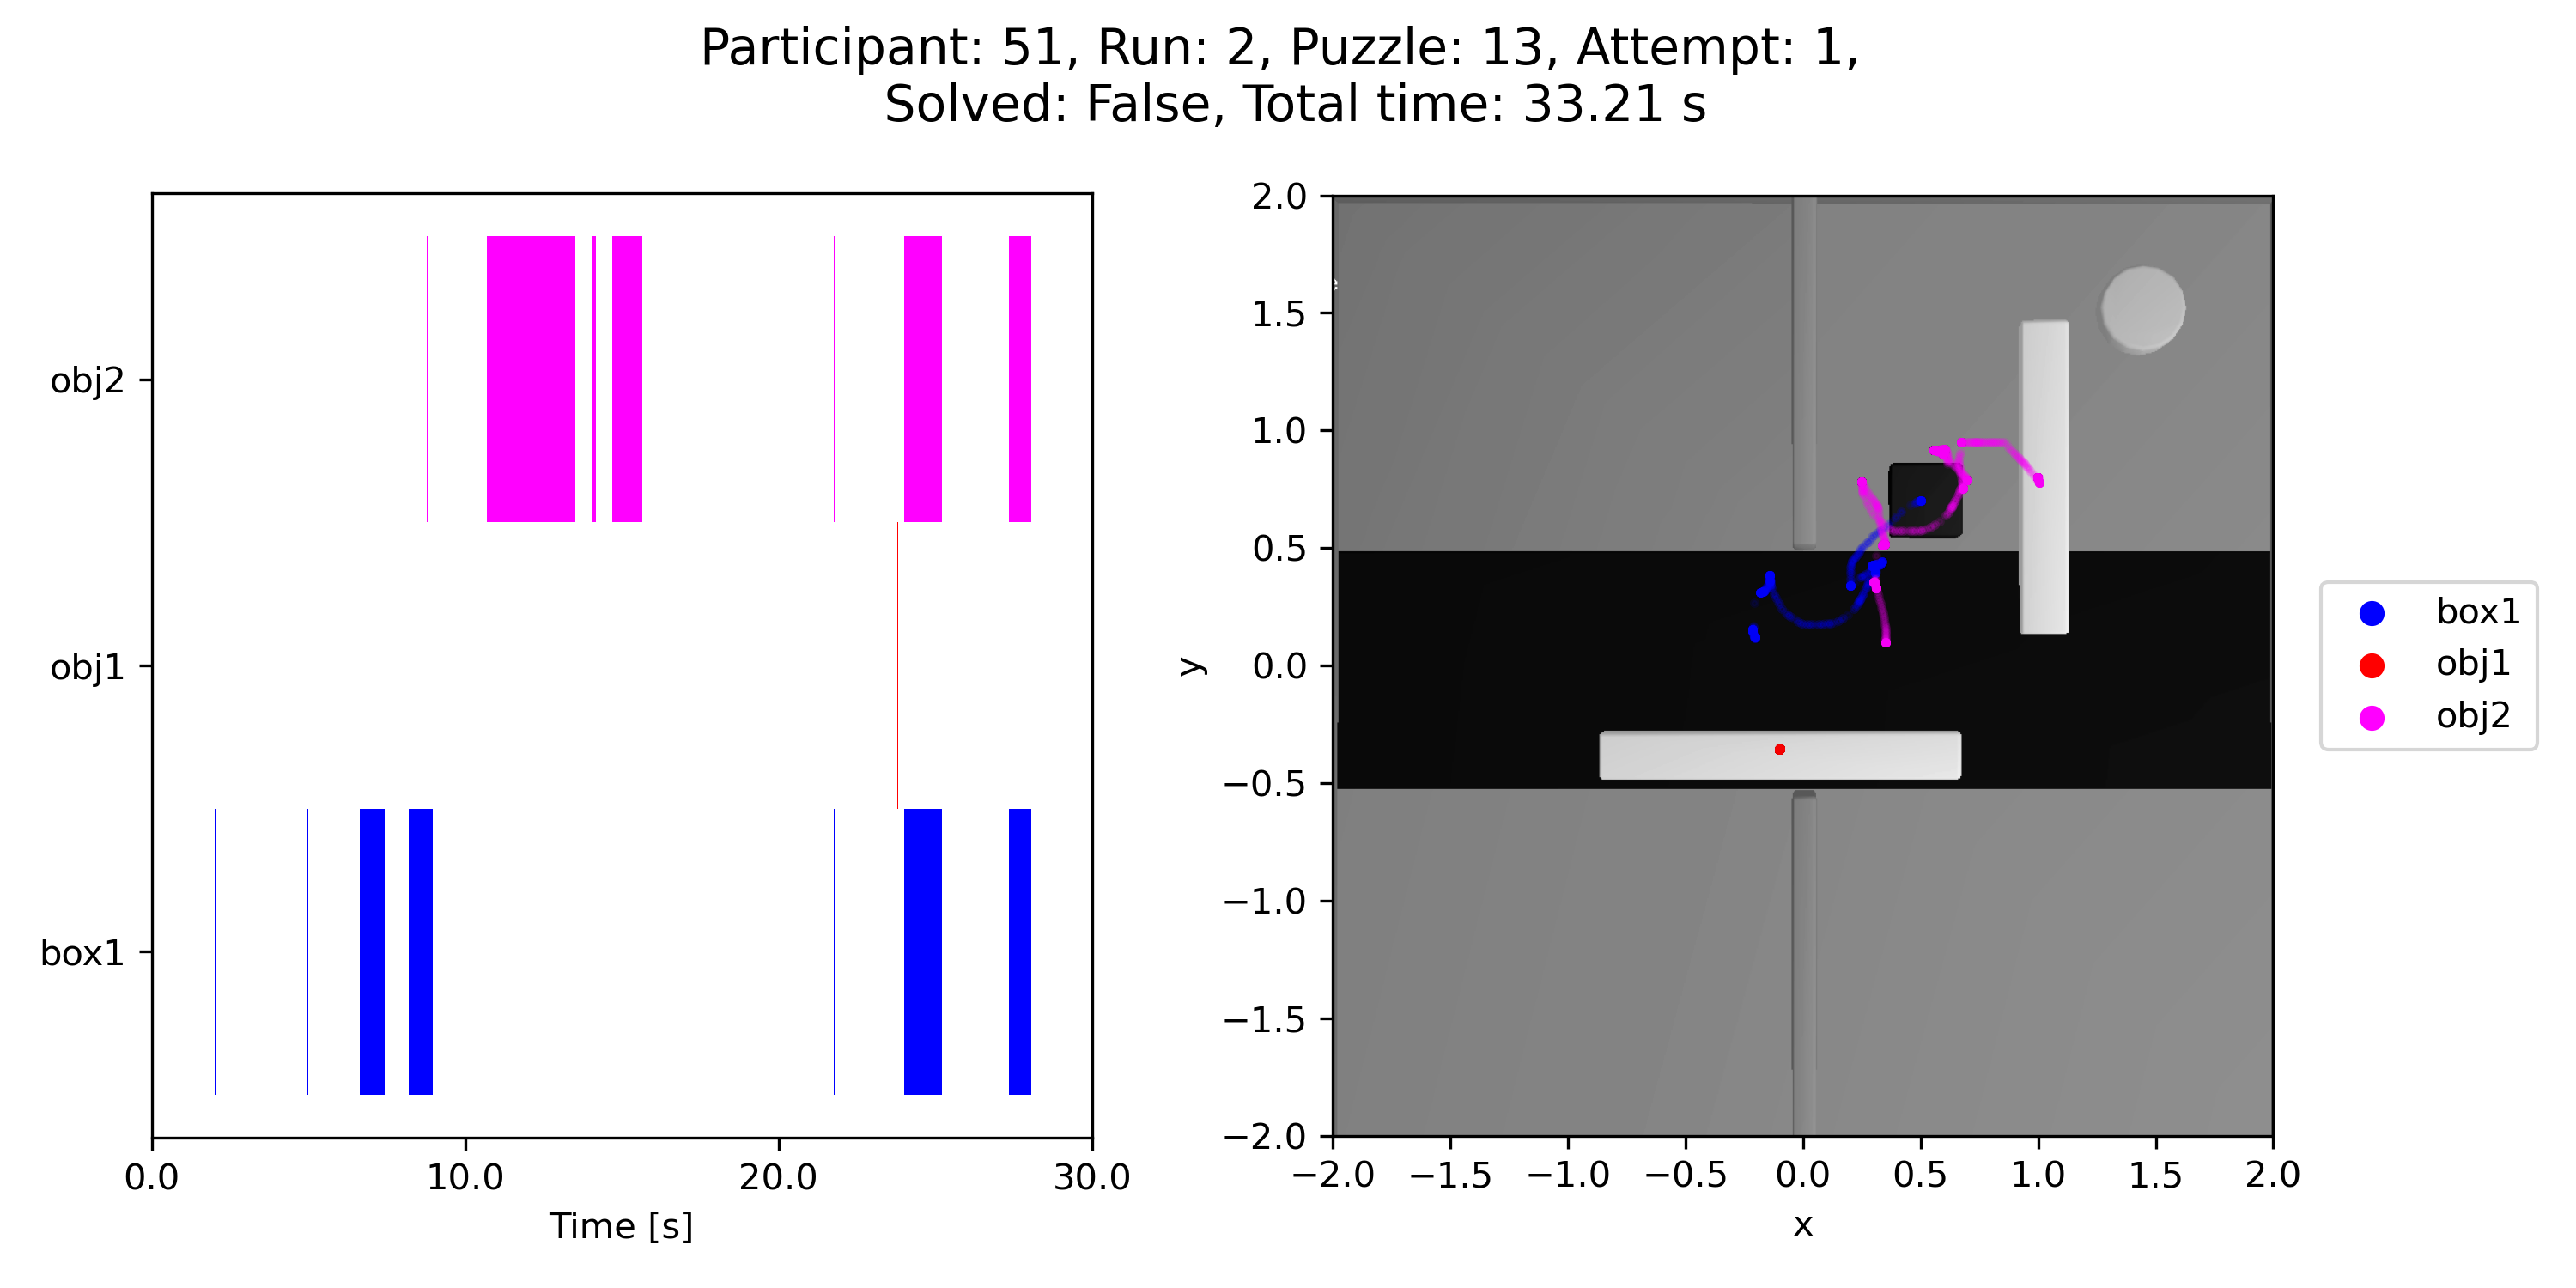 Participant: 51, Run: 2, Puzzle: 13, Attempt: 1,
Solved: False, Total time: 33.21 s
obj2
obj1
box1
0.0 10.0 20.0 30.0
Time [s]
2.0
1.5
1.0
0.5
0.0
−0.5
−1.0
−1.5
−2.0
y
−2.0 −1.5 −1.0 −0.5 0.0 0.5 1.0 1.5 2.0
x
e
box1
obj1
obj2